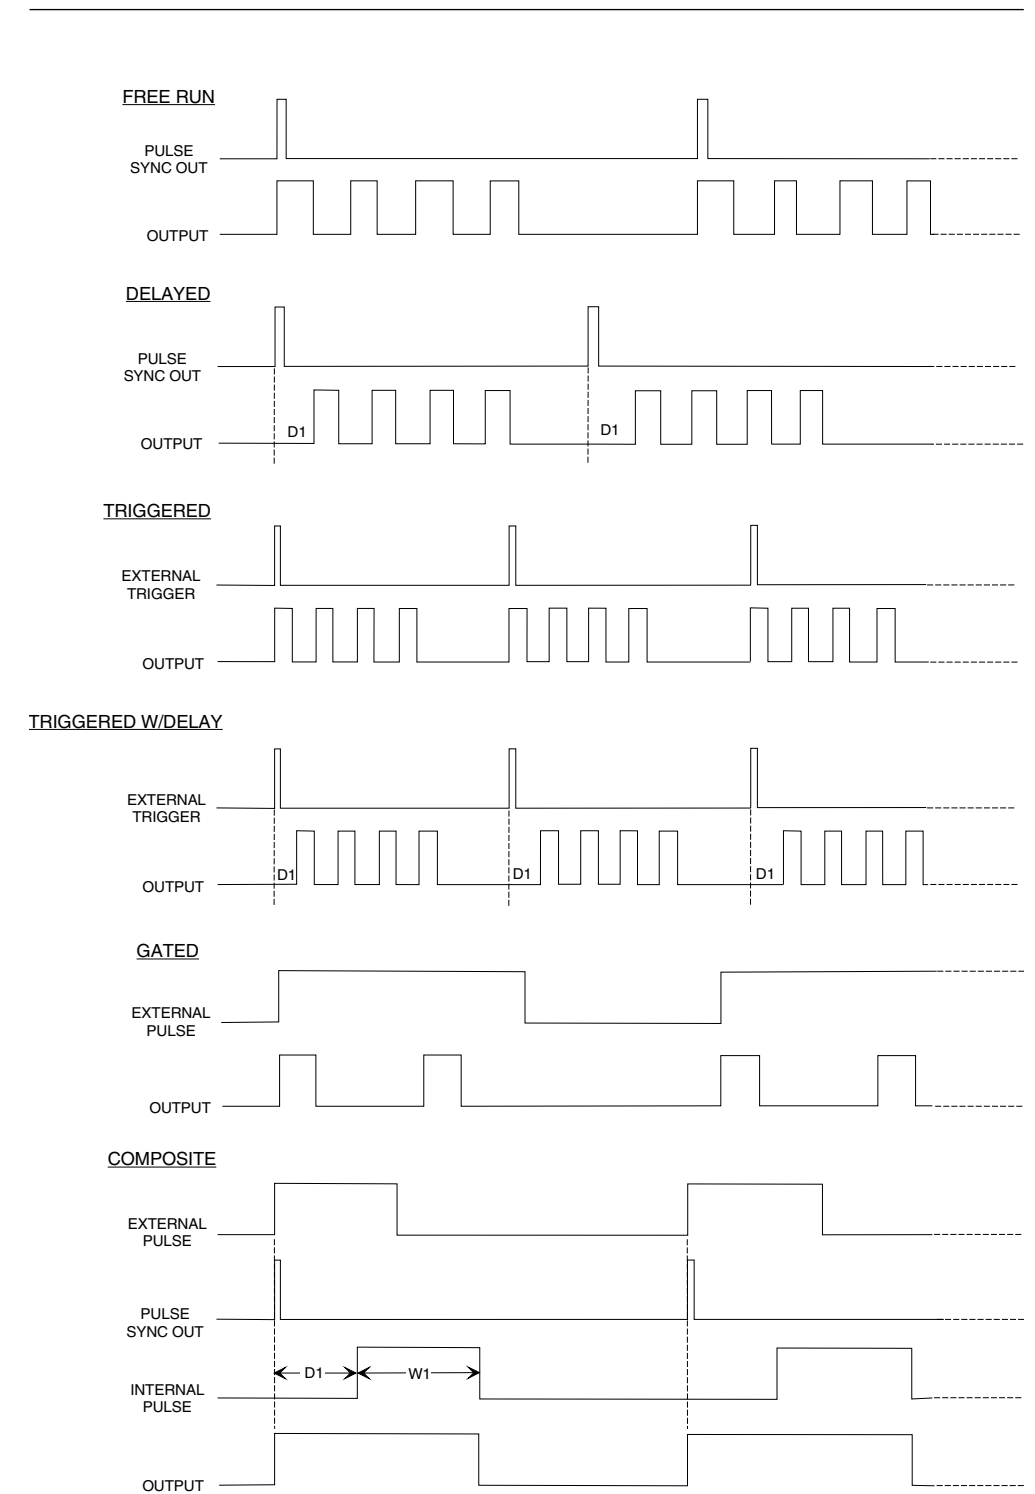 FREE RUN
PULSE
SYNC OUT
OUTPUT
DELAYED
PULSE
SYNC OUT
D1
D1
OUTPUT
TRIGGERED
EXTERNAL
TRIGGER
OUTPUT
TRIGGERED W/DELAY
EXTERNAL
TRIGGER
D1
D1
D1
OUTPUT
GATED
EXTERNAL
PULSE
OUTPUT
COMPOSITE
EXTERNAL
PULSE
PULSE
SYNC OUT
D1
W1
INTERNAL
PULSE
OUTPUT